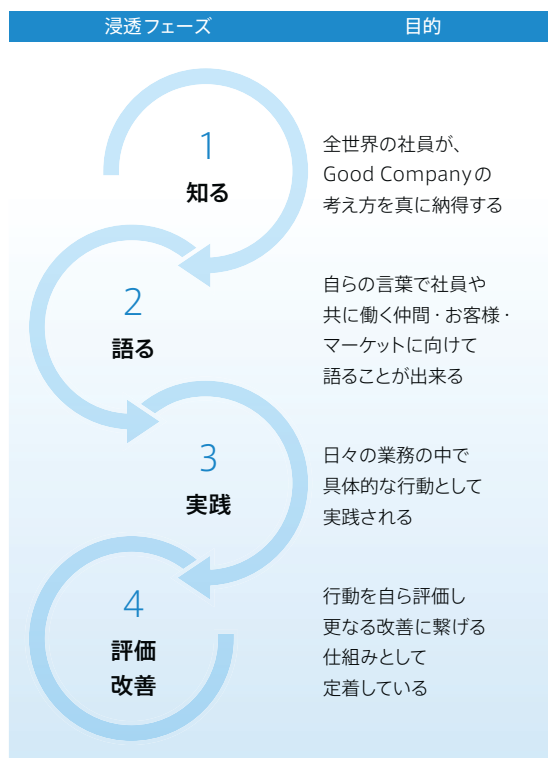 浸透フェーズ 目的
1
知る
全世界の社員が、
Good Companyの
考え方を真に納得する
2
語る
自らの言葉で社員や
共に働く仲間・お客様・
マーケットに向けて
語ることが出来る
3
実践
日々の業務の中で
具体的な行動として
実践される
4
評価
改善
行動を自ら評価し
更なる改善に繋げる
仕組みとして
定着している